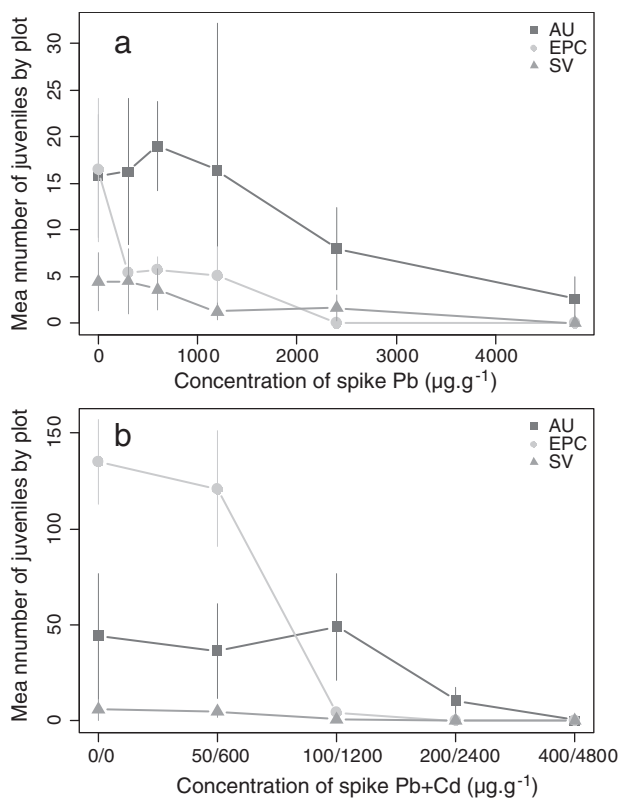 a
AU
EPC
SV
30
25
20
15
10
5
0
Mea nnumber of juveniles by plot
0 1000 2000 3000 4000
Concentration of spike Pb (µg.g⁻¹)
b
AU
EPC
SV
150
100
50
0
Mea nnumber of juveniles by plot
0/0 50/600 100/1200 200/2400 400/4800
Concentration of spike Pb+Cd (µg.g⁻¹)